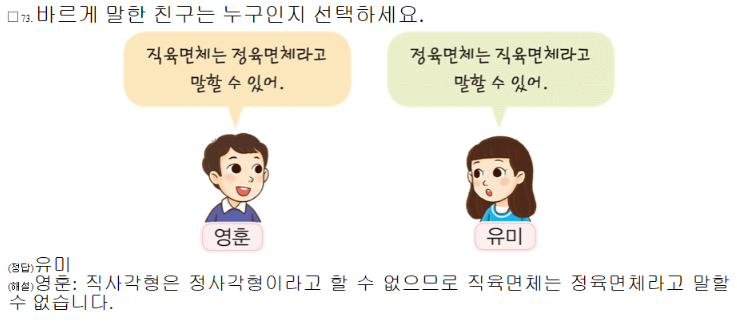 □ 73. 바르게 말한 친구는 누구인지 선택하세요.
직육면체는 정육면체라고
말할 수 있어.
정육면체는 직육면체라고
말할 수 있어.
영훈
유미
(정답)유미
(해설)영훈: 직사각형은 정사각형이라고 할 수 없으므로 직육면체는 정육면체라고 말할
수 없습니다.